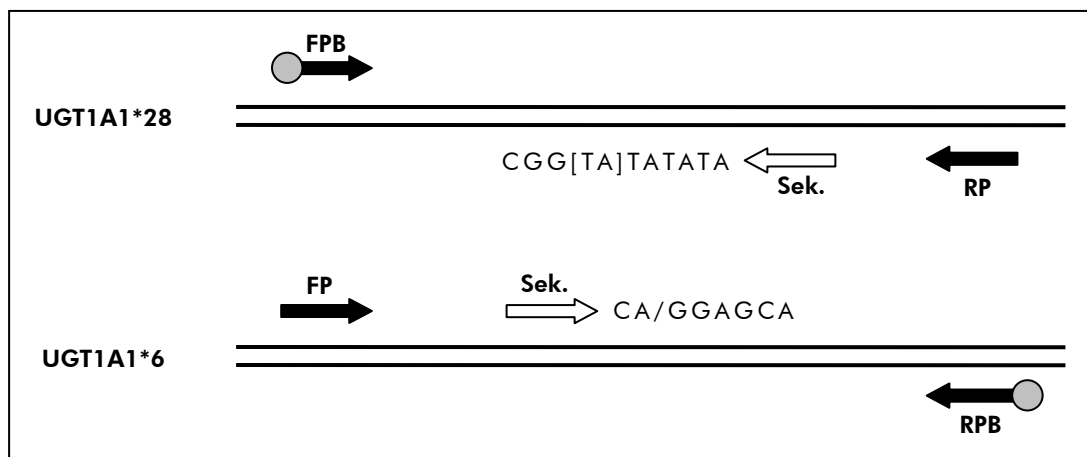 FPB
UGT1A1*28
CGG[TA]TATATA
Sek.
RP
FP
Sek.
CA/GGAGCA
UGT1A1*6
RPB